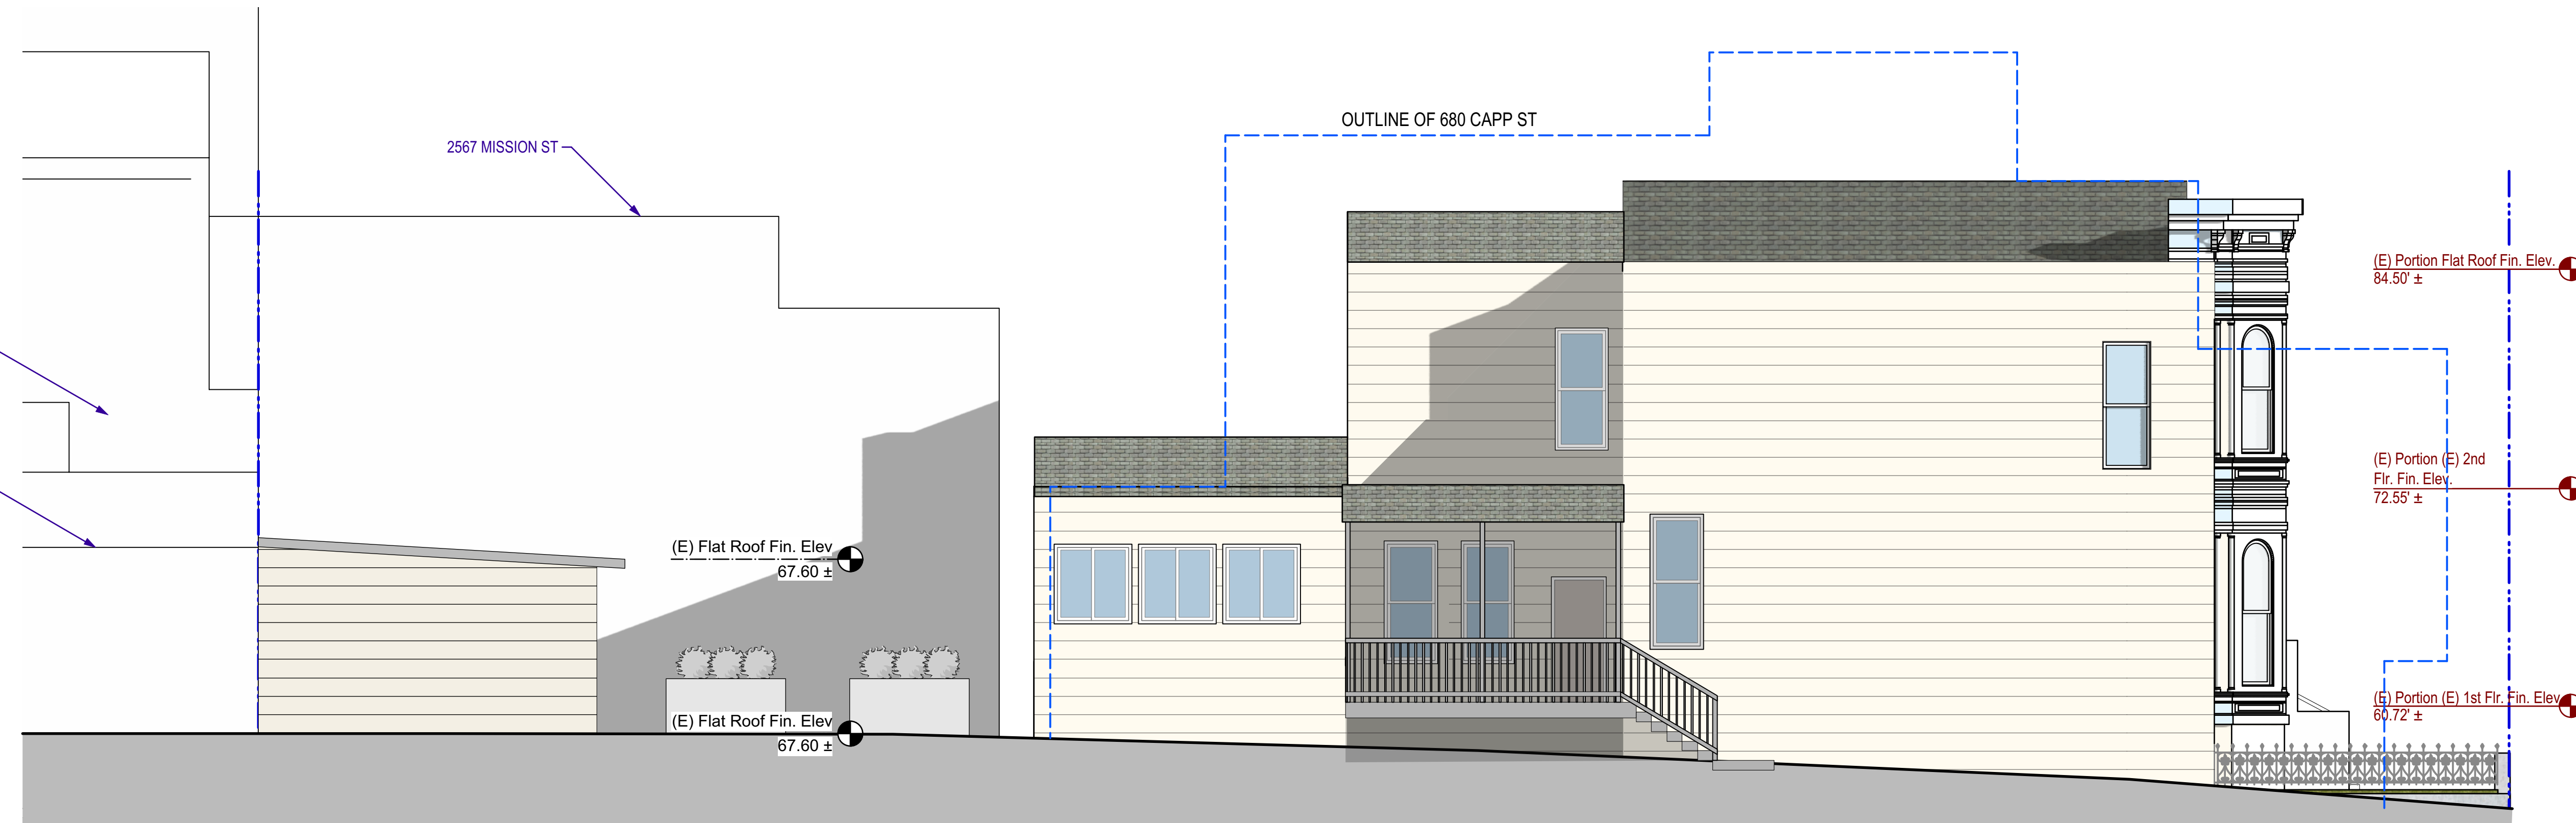 OUTLINE OF 680 CAPP ST
2567 MISSION ST
(E) Portion Flat Roof Fin. Elev.
84.50' ±
(E) Portion (E) 2nd
Flr. Fin. Elev.
72.55' ±
(E) Flat Roof Fin. Elev
67.60 ±
(E) Portion (E) 1st Flr. Fin. Elev
60.72' ±
(E) Flat Roof Fin. Elev
67.60 ±